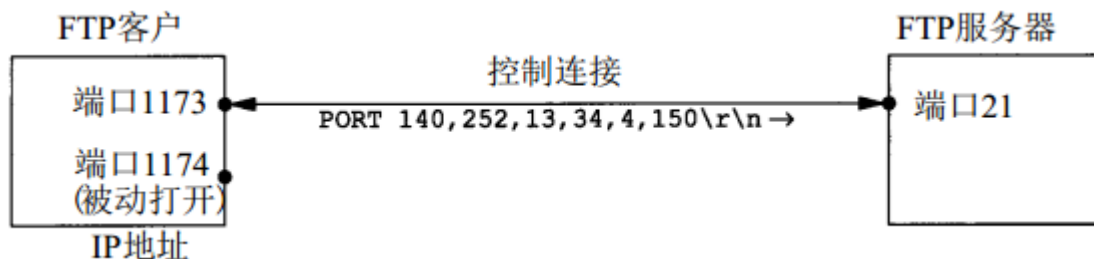 FTP客户
FTP服务器
控制连接
端口1173
PORT 140,252,13,34,4,150\r\n→
端口21
端口1174
(被动打开)
IP地址